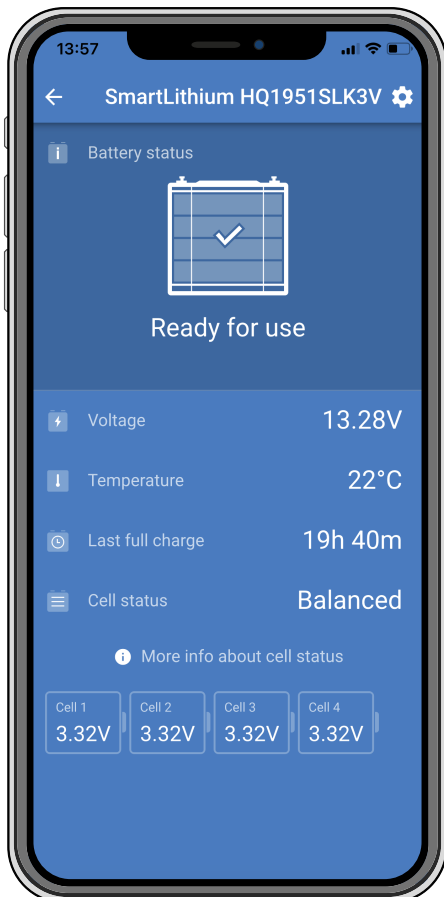 13:57
SmartLithium HQ1951SLK3V
Battery status
Ready for use
Voltage 13.28V
Temperature 22°C
Last full charge 19h 40m
Cell status Balanced
More info about cell status
Cell 1 Cell 2 Cell 3 Cell 4
3.32V 3.32V 3.32V 3.32V